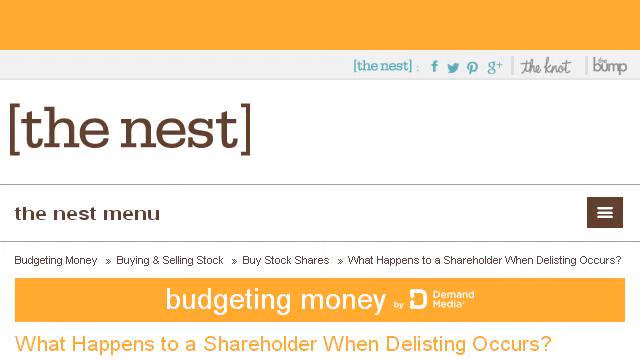 [the nest] : f g+ the knot the bump
[the nest]
the nest menu
Budgeting Money » Buying & Selling Stock » Buy Stock Shares » What Happens to a Shareholder When Delisting Occurs?
budgeting money by Demand Media
What Happens to a Shareholder When Delisting Occurs?